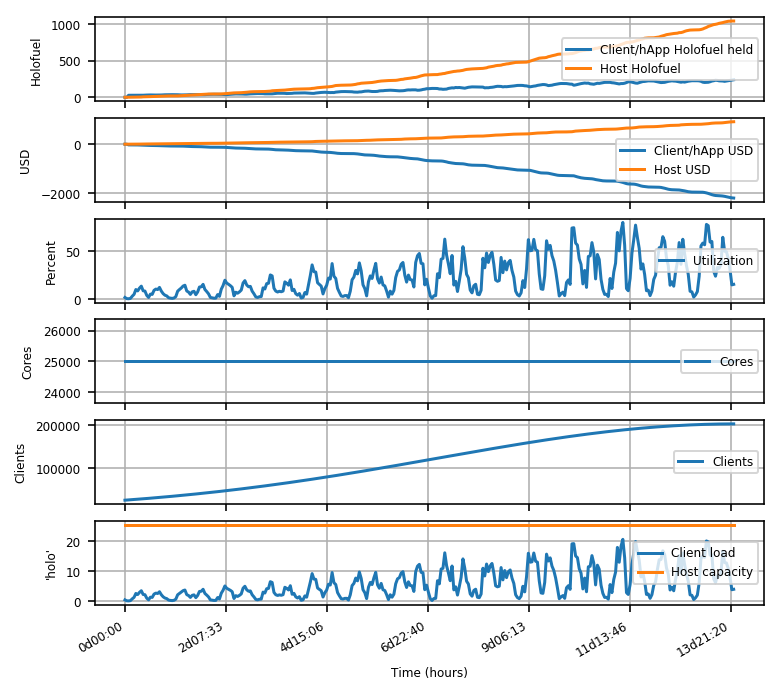 1000
500
0
Holofuel
Client/hApp Holofuel held
Host Holofuel
0
−2000
USD
Client/hApp USD
Host USD
50
0
Percent
Utilization
26000
25000
24000
Cores
Cores
200000
100000
Clients
Clients
20
10
0
'holo'
Client load
Host capacity
0d00:00
2d07:33
4d15:06
6d22:40
9d06:13
11d13:46
13d21:20
Time (hours)